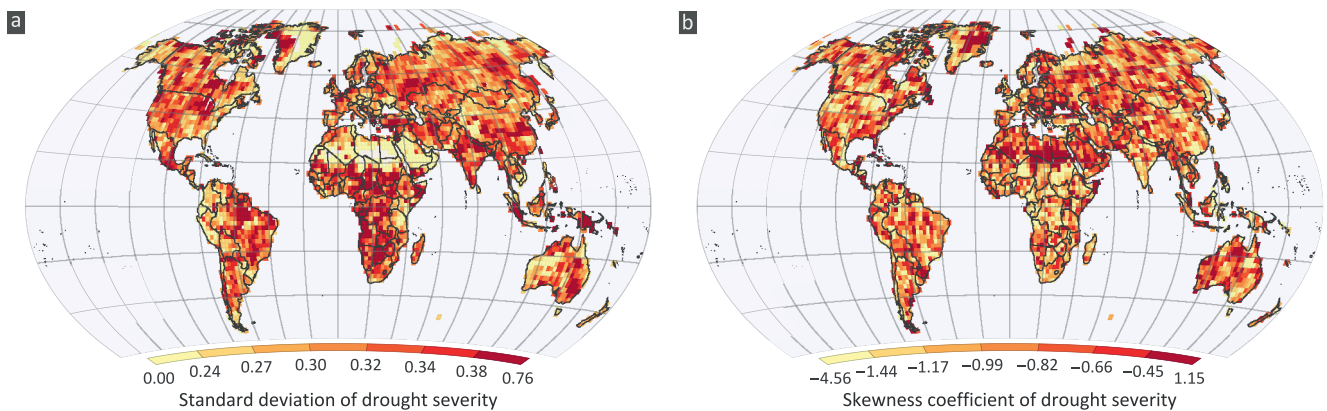 a
b
0.00 0.24 0.27 0.30 0.32 0.34 0.38 0.76
Standard deviation of drought severity
−4.56 −1.44 −1.17 −0.99 −0.82 −0.66 −0.45 1.15
Skewness coefficient of drought severity